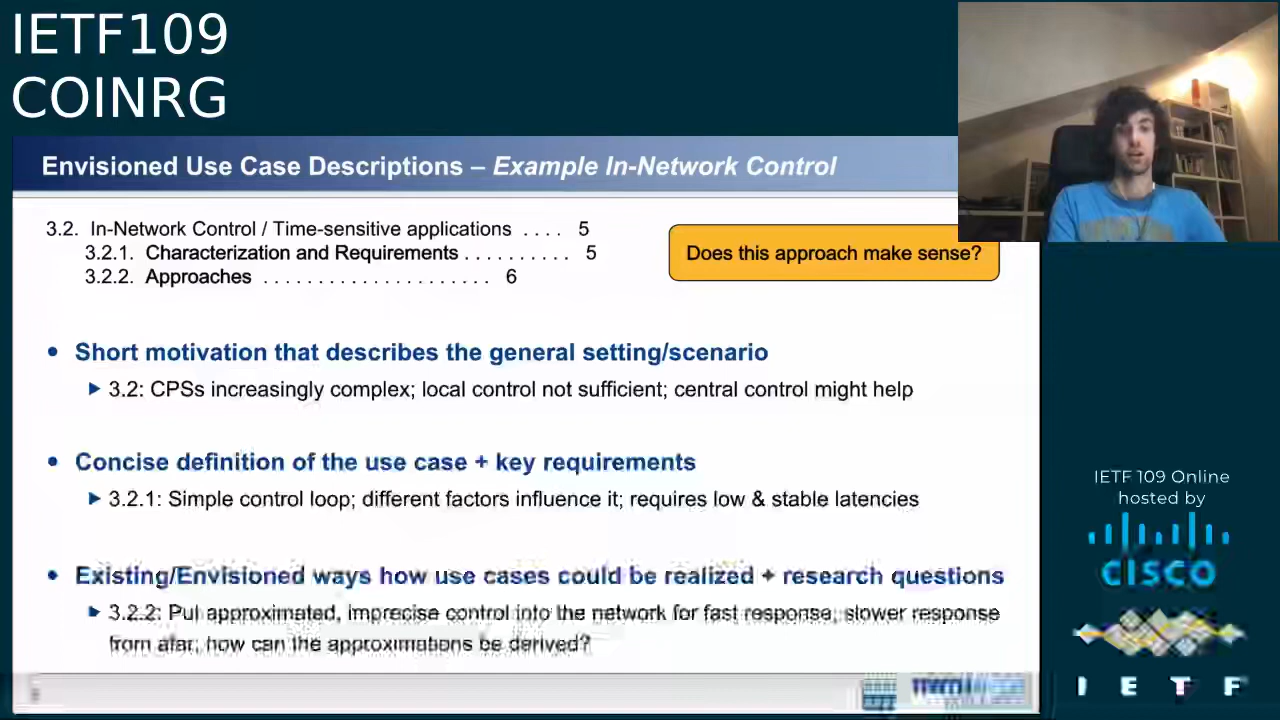 IETF109
COINRG
Envisioned Use Case Descriptions – Example In-Network Control
3.2. In-Network Control / Time-sensitive applications . . . . 5
3.2.1. Characterization and Requirements . . . . . . . . . . 5
3.2.2. Approaches . . . . . . . . . . . . . . . . . . . . . 6
Does this approach make sense?
• Short motivation that describes the general setting/scenario
3.2: CPSs increasingly complex; local control not sufficient; central control might help
• Concise definition of the use case + key requirements
3.2.1: Simple control loop; different factors influence it; requires low & stable latencies
• Existing/Envisioned ways how use cases could be realized + research questions
3.2.2: Put approximated, imprecise control into the network for fast response; slower response
from afar; how can the approximations be derived?
IETF 109 Online
hosted by
CISCO
I E T F